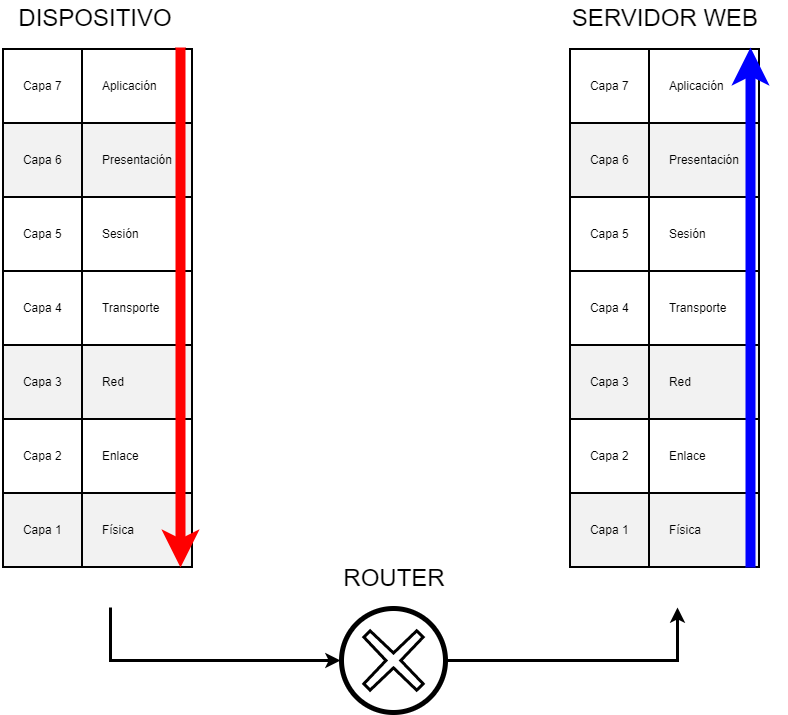 DISPOSITIVO
Capa 7 Aplicación
Capa 6 Presentación
Capa 5 Sesión
Capa 4 Transporte
Capa 3 Red
Capa 2 Enlace
Capa 1 Física
SERVIDOR WEB
Capa 7 Aplicación
Capa 6 Presentación
Capa 5 Sesión
Capa 4 Transporte
Capa 3 Red
Capa 2 Enlace
Capa 1 Física
ROUTER